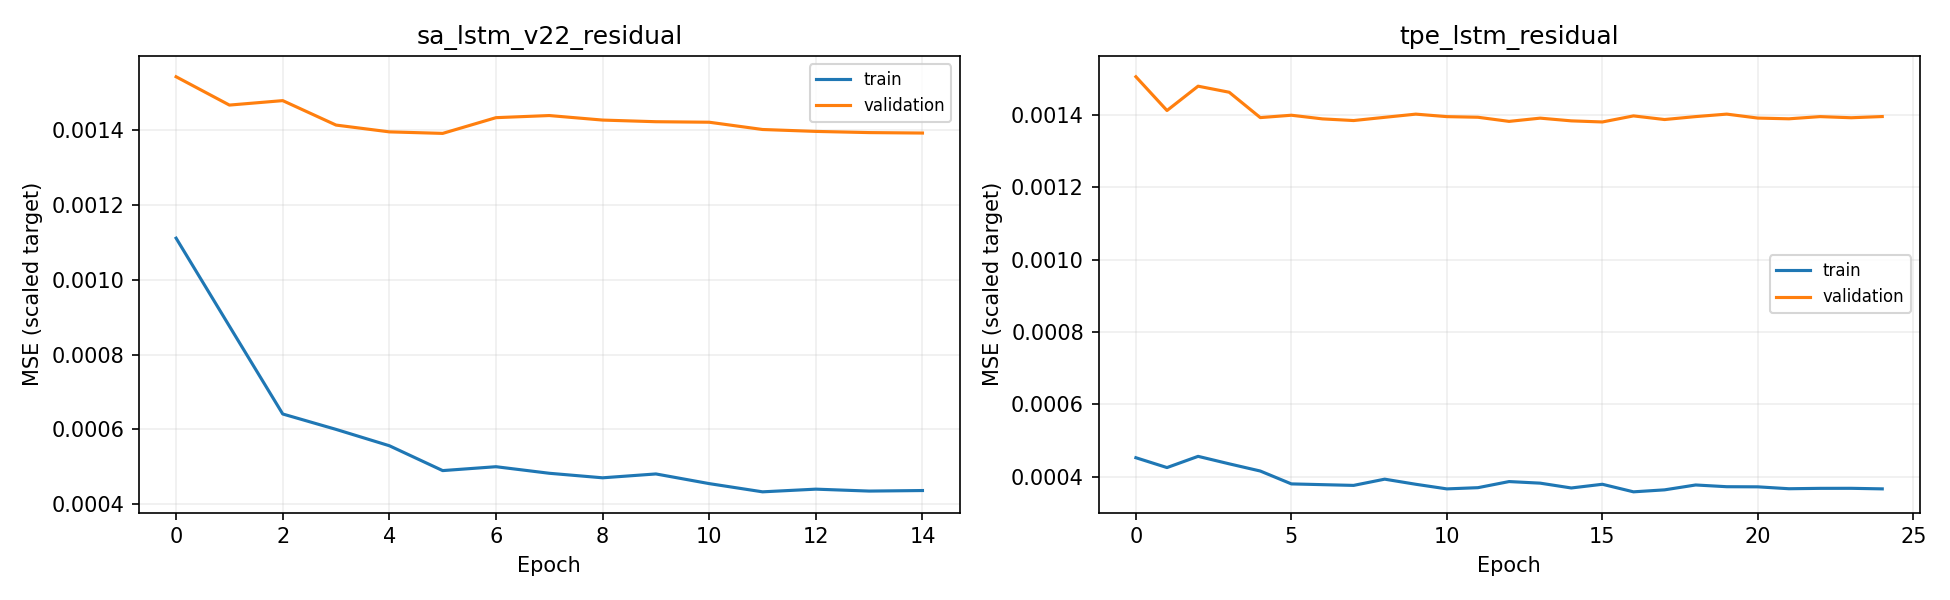 sa_lstm_v22_residual
train
validation
MSE (scaled target)
0.0014
0.0012
0.0010
0.0008
0.0006
0.0004
0 2 4 6 8 10 12 14
Epoch
tpe_lstm_residual
train
validation
MSE (scaled target)
0.0014
0.0012
0.0010
0.0008
0.0006
0.0004
0 5 10 15 20 25
Epoch